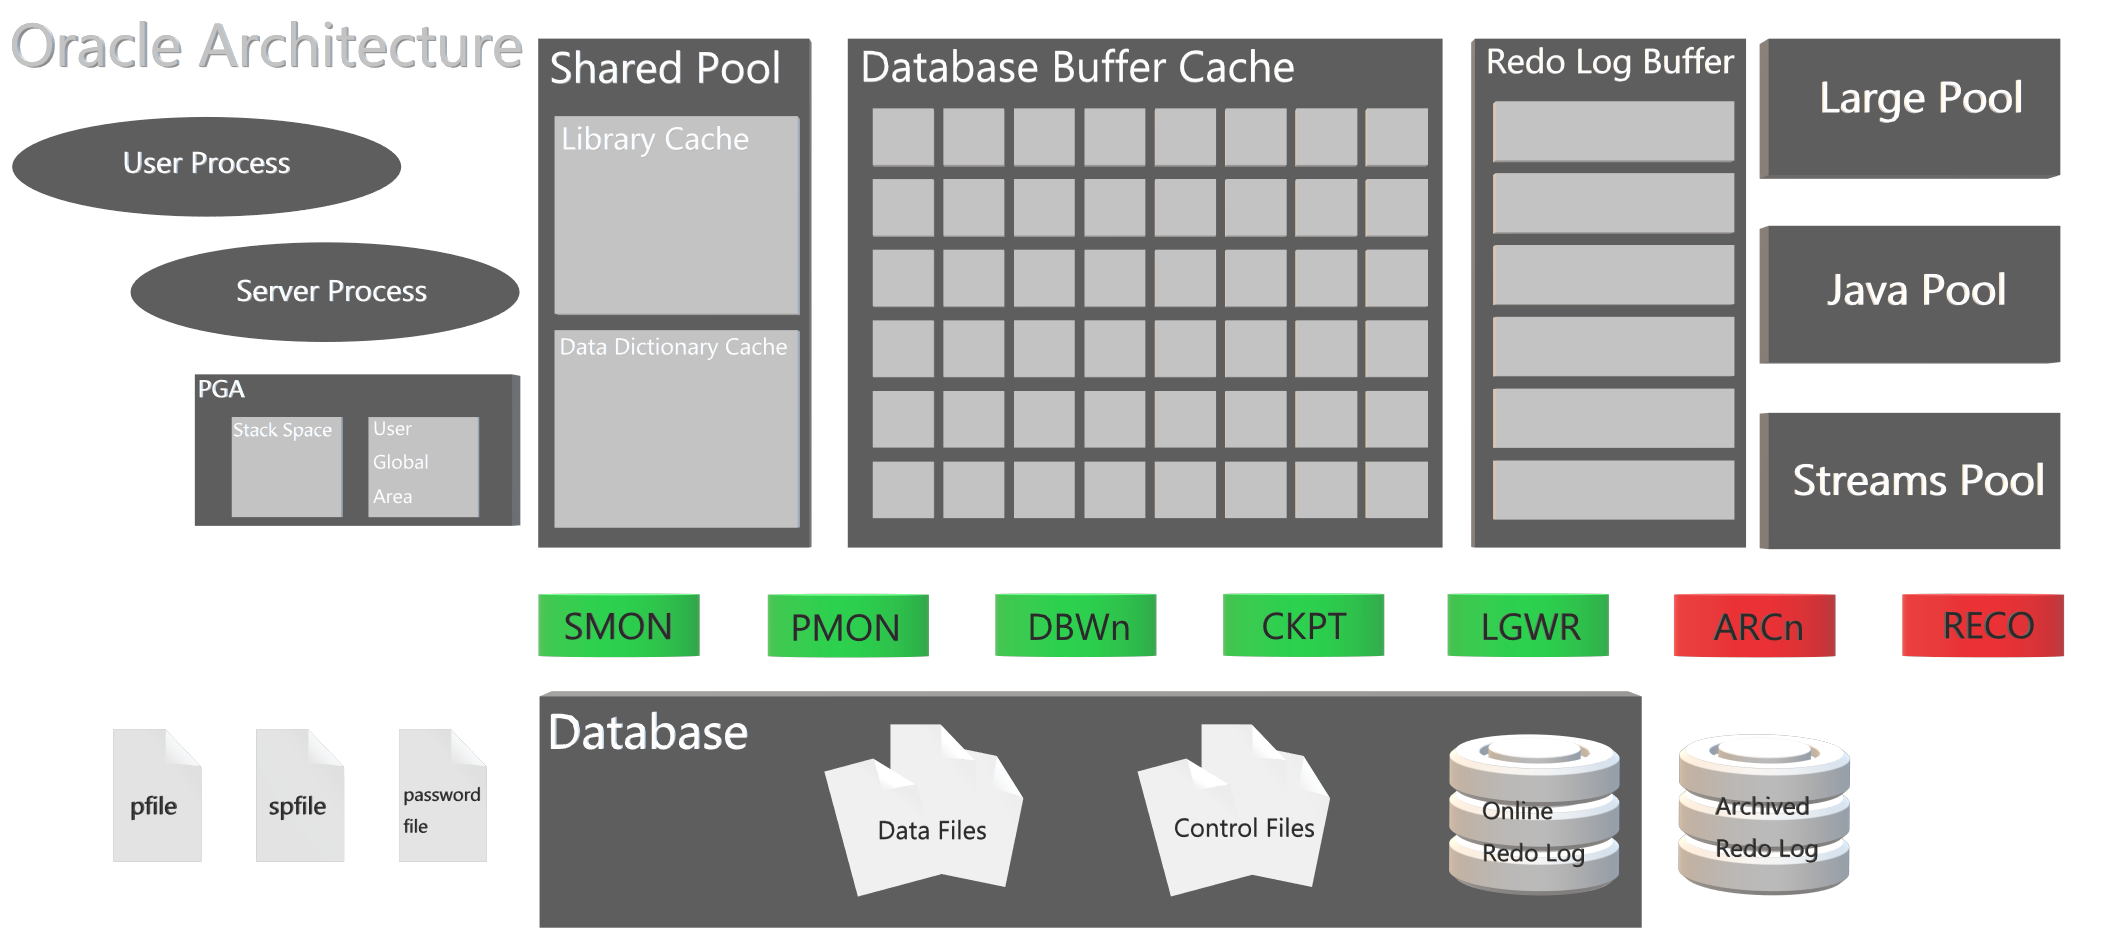 Oracle Architecture
User Process
Server Process
PGA
Stack Space
User
Global
Area
Shared Pool
Library Cache
Data Dictionary Cache
Database Buffer Cache
Redo Log Buffer
Large Pool
Java Pool
Streams Pool
SMON
PMON
DBWn
CKPT
LGWR
ARCn
RECO
pfile
spfile
password
file
Database
Data Files
Control Files
Online
Redo Log
Archived
Redo Log